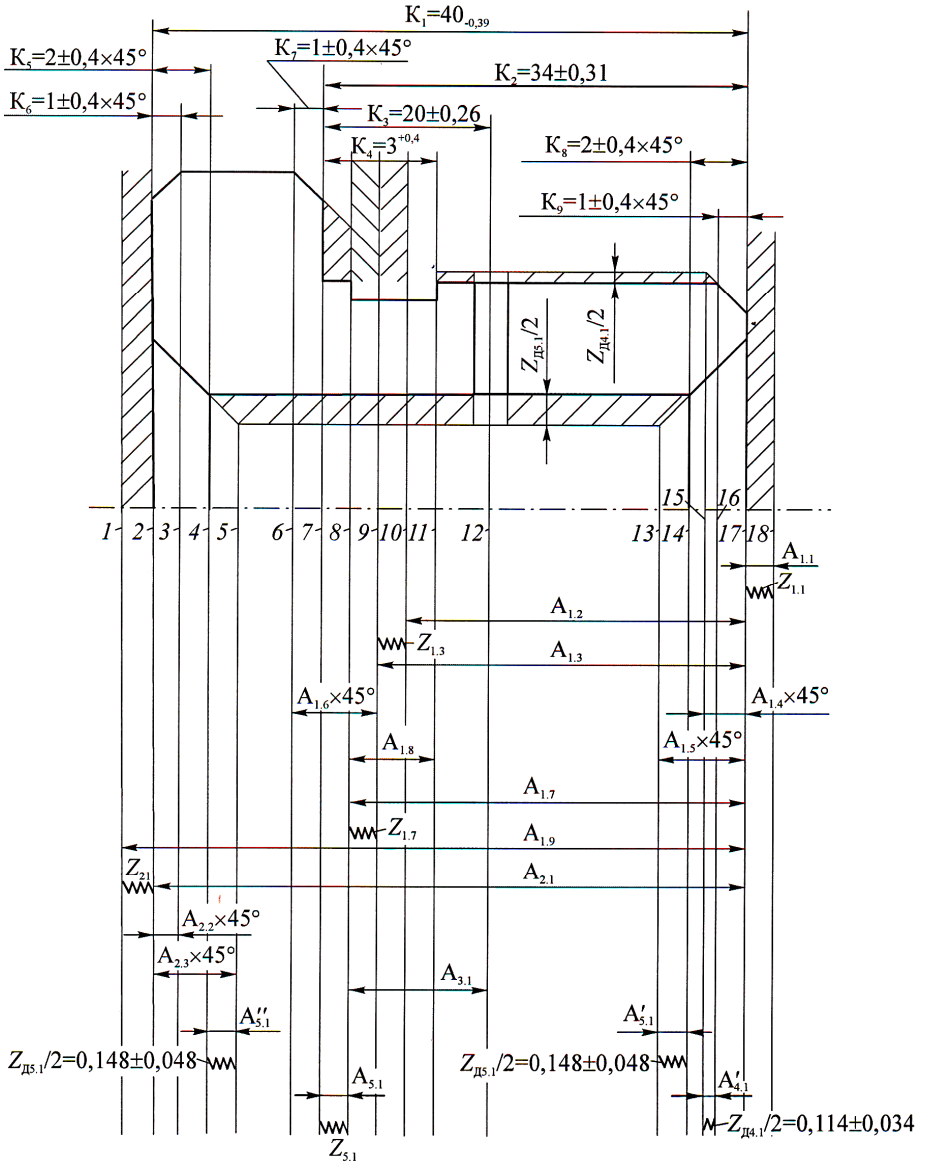 К₁=40₋₀,₃₉
К₇=1±0,4×45°
К₅=2±0,4×45°
К₂=34±0,31
К₆=1±0,4×45°
К₃=20±0,26
К₄=3⁺⁰,⁴
К₈=2±0,4×45°
К₉=1±0,4×45°
Z_Д5.1/2
Z_Д4.1/2
15
16
1 2 3 4 5 6 7 8 9 10 11 12 13 14 17 18
А₁.₁
Z₁.₁
А₁.₂
Z₁.₃
А₁.₃
А₁.₆×45°
А₁.₄×45°
А₁.₅×45°
А₁.₈
А₁.₇
Z₁.₇
А₁.₉
Z₂₁
А₂.₁
А₂.₂×45°
А₂.₃×45°
А₃.₁
А″₅.₁
А′₅.₁
Z_Д5.1/2=0,148±0,048
Z_Д5.1/2=0,148±0,048
А₅.₁
А′₄.₁
Z_Д4.1/2=0,114±0,034
Z₅.₁